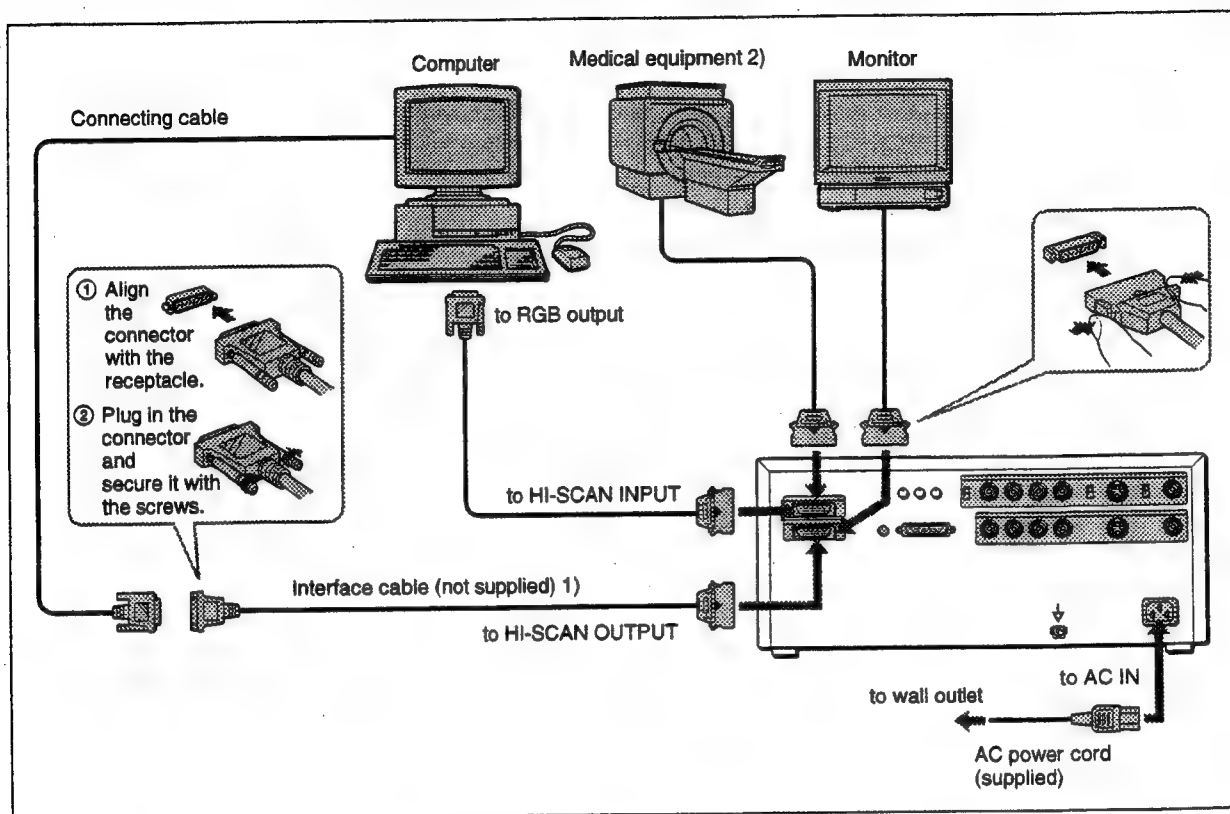 Computer
Medical equipment 2)
Monitor
Connecting cable
① Align
the
connector
with the
receptacle.
② Plug in the
connector
and
secure it with
the screws.
to RGB output
to HI-SCAN INPUT
Interface cable (not supplied) 1)
to HI-SCAN OUTPUT
to AC IN
to wall outlet
AC power cord
(supplied)